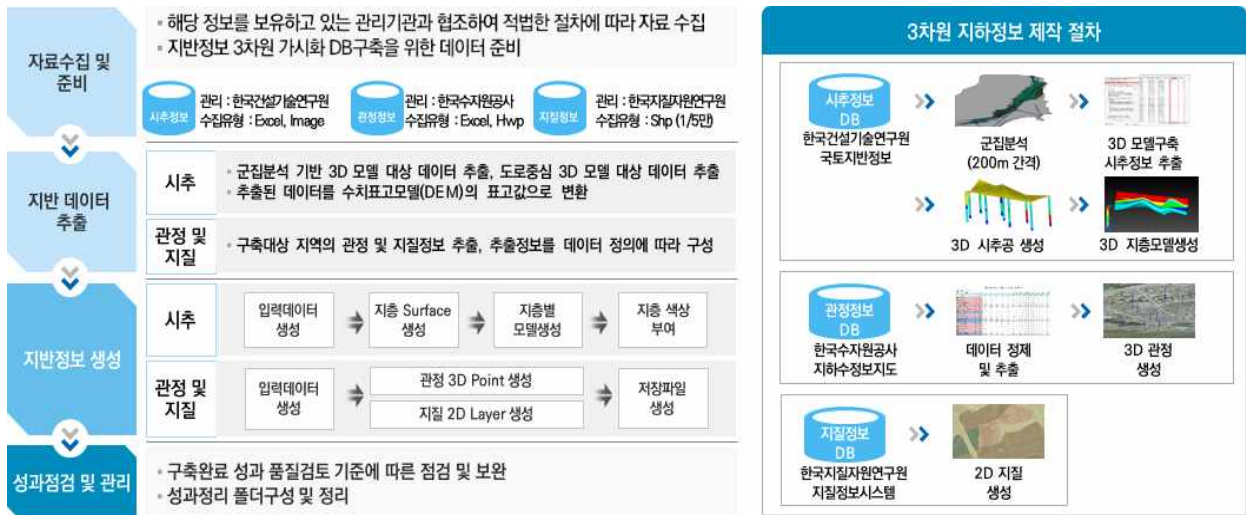 자료수집 및
준비
• 해당 정보를 보유하고 있는 관리기관과 협조하여 적법한 절차에 따라 자료 수집
• 지반정보 3차원 가시화 DB구축을 위한 데이터 준비
시추정보
관리 : 한국건설기술연구원
수집유형 : Excel, Image
관정정보
관리 : 한국수자원공사
수집유형 : Excel, Hwp
지질정보
관리 : 한국지질자원연구원
수집유형 : Shp (1/5만)
지반 데이터
추출
시추
• 군집분석 기반 3D 모델 대상 데이터 추출, 도로중심 3D 모델 대상 데이터 추출
• 추출된 데이터를 수치표고모델(DEM)의 표고값으로 변환
관정 및
지질
• 구축대상 지역의 관정 및 지질정보 추출, 추출정보를 데이터 정의에 따라 구성
지반정보 생성
시추
입력데이터
생성
지층 Surface
생성
지층별
모델생성
지층 색상
부여
관정 및
지질
입력데이터
생성
관정 3D Point 생성
지질 2D Layer 생성
저장파일
생성
성과점검 및 관리
• 구축완료 성과 품질검토 기준에 따른 점검 및 보완
• 성과정리 폴더구성 및 정리
3차원 지하정보 제작 절차
시추정보
DB
한국건설기술연구원
국토지반정보
군집분석
(200m 간격)
3D 모델구축
시추정보 추출
3D 시추공 생성
3D 지층모델생성
관정정보
DB
한국수자원공사
지하수정보지도
데이터 정제
및 추출
3D 관정
생성
지질정보
DB
한국지질자원연구원
지질정보시스템
2D 지질
생성